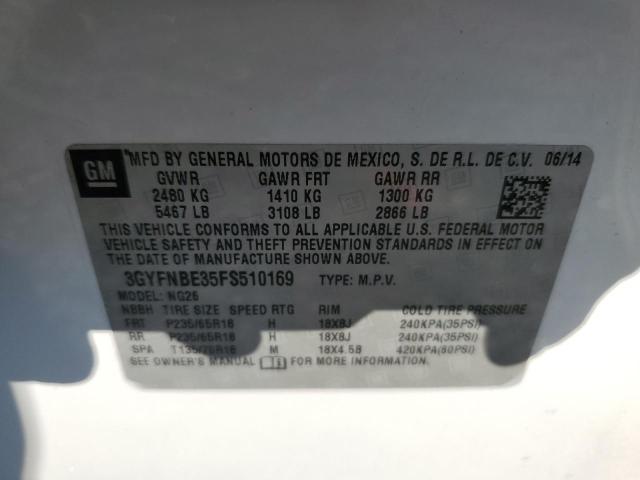 GM
MFD BY GENERAL MOTORS DE MEXICO, S. DE R.L. DE C.V. 06/14
GVWR GAWR FRT GAWR RR
2480 KG 1410 KG 1300 KG
5467 LB 3108 LB 2866 LB
THIS VEHICLE CONFORMS TO ALL APPLICABLE U.S. FEDERAL MOTOR
VEHICLE SAFETY AND THEFT PREVENTION STANDARDS IN EFFECT ON
THE DATE OF MANUFACTURE SHOWN ABOVE.
3GYFNBE35FS510169 TYPE: M.P.V.
MODEL: NG26
NBBH TIRE SIZE SPEED RTG RIM COLD TIRE PRESSURE
FRT P235/65R18 H 18X8J 240KPA(35PSI)
RR P235/65R18 H 18X8J 240KPA(35PSI)
SPA T135/70R18 M 18X4.5B 420KPA(60PSI)
SEE OWNER'S MANUAL FOR MORE INFORMATION.